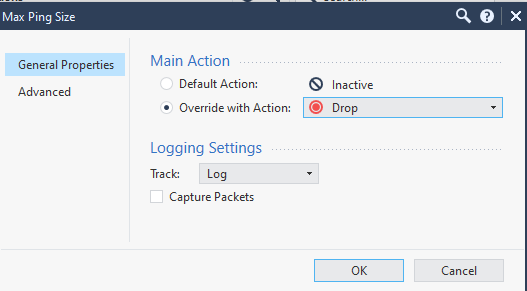 Max Ping Size
?
General Properties
Advanced
Main Action
Default Action:
Inactive
Override with Action:
Drop
Logging Settings
Track:
Log
Capture Packets
OK
Cancel